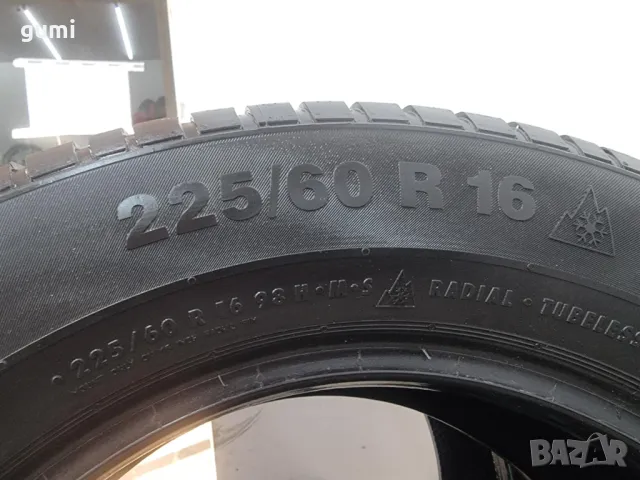 gumi
225/60 R 16
225/60 R 16 98 H • M • S RADIAL • TUBELESS
BAZAR